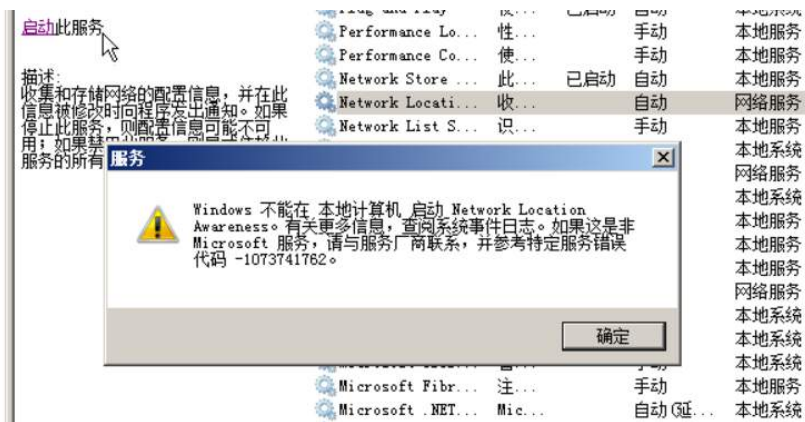 启动此服务
描述:
收集和存储网络的配置信息，并在此
信息被修改时向程序发出通知。如果
停止此服务，则配置信息可能不可
用；如果
服务的所有
Plug and Play 已启动 自动 本地系统
Performance Lo... 性... 手动 本地服务
Performance Co... 使... 手动 本地服务
Network Store ... 此... 已启动 自动 本地服务
Network Locati... 收... 自动 网络服务
Network List S... 识... 手动 本地服务
本地系统
网络服务
本地系统
本地服务
本地服务
本地服务
网络服务
本地系统
本地系统
本地系统
Microsoft Fibr... 注... 手动 本地服务
Microsoft .NET... Mic... 自动(延... 本地系统
服务
Windows 不能在 本地计算机 启动 Network Location
Awareness。有关更多信息，查阅系统事件日志。如果这是非
Microsoft 服务，请与服务厂商联系，并参考特定服务错误
代码 -1073741762。
确定